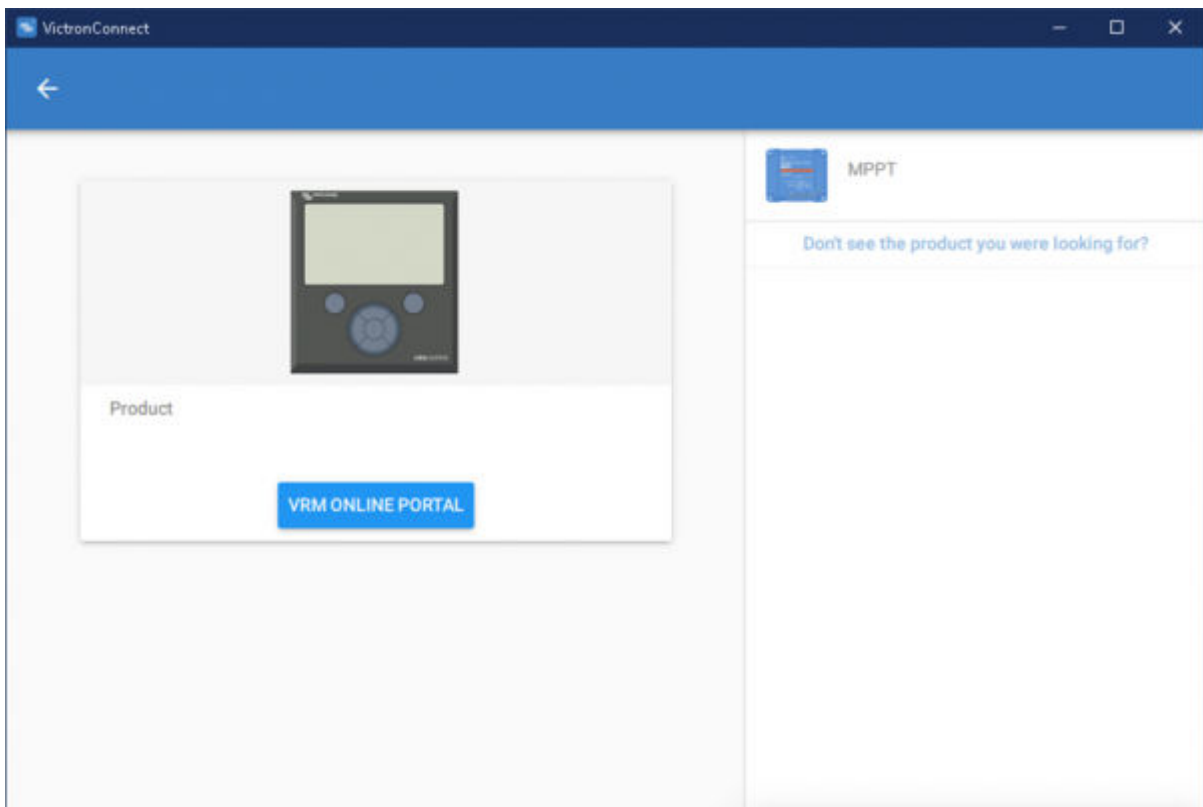 VictronConnect
MPPT
Don't see the product you were looking for?
Product
VRM ONLINE PORTAL